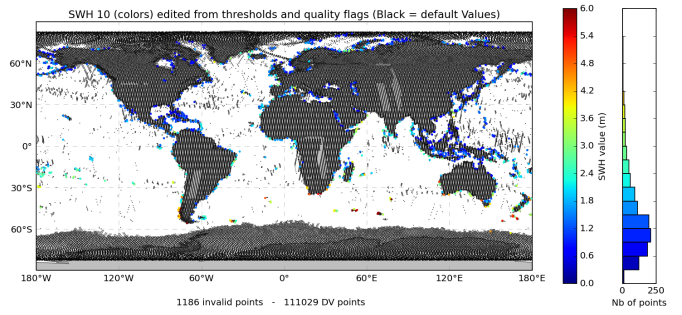 SWH 10 (colors) edited from thresholds and quality flags (Black = default Values)
60°N
30°N
0°
30°S
60°S
180°W
120°W
60°W
0°
60°E
120°E
180°E
1186 invalid points - 111029 DV points
6.0
5.4
4.8
4.2
3.6
3.0
2.4
1.8
1.2
0.6
0.0
SWH value (m)
0
250
Nb of points